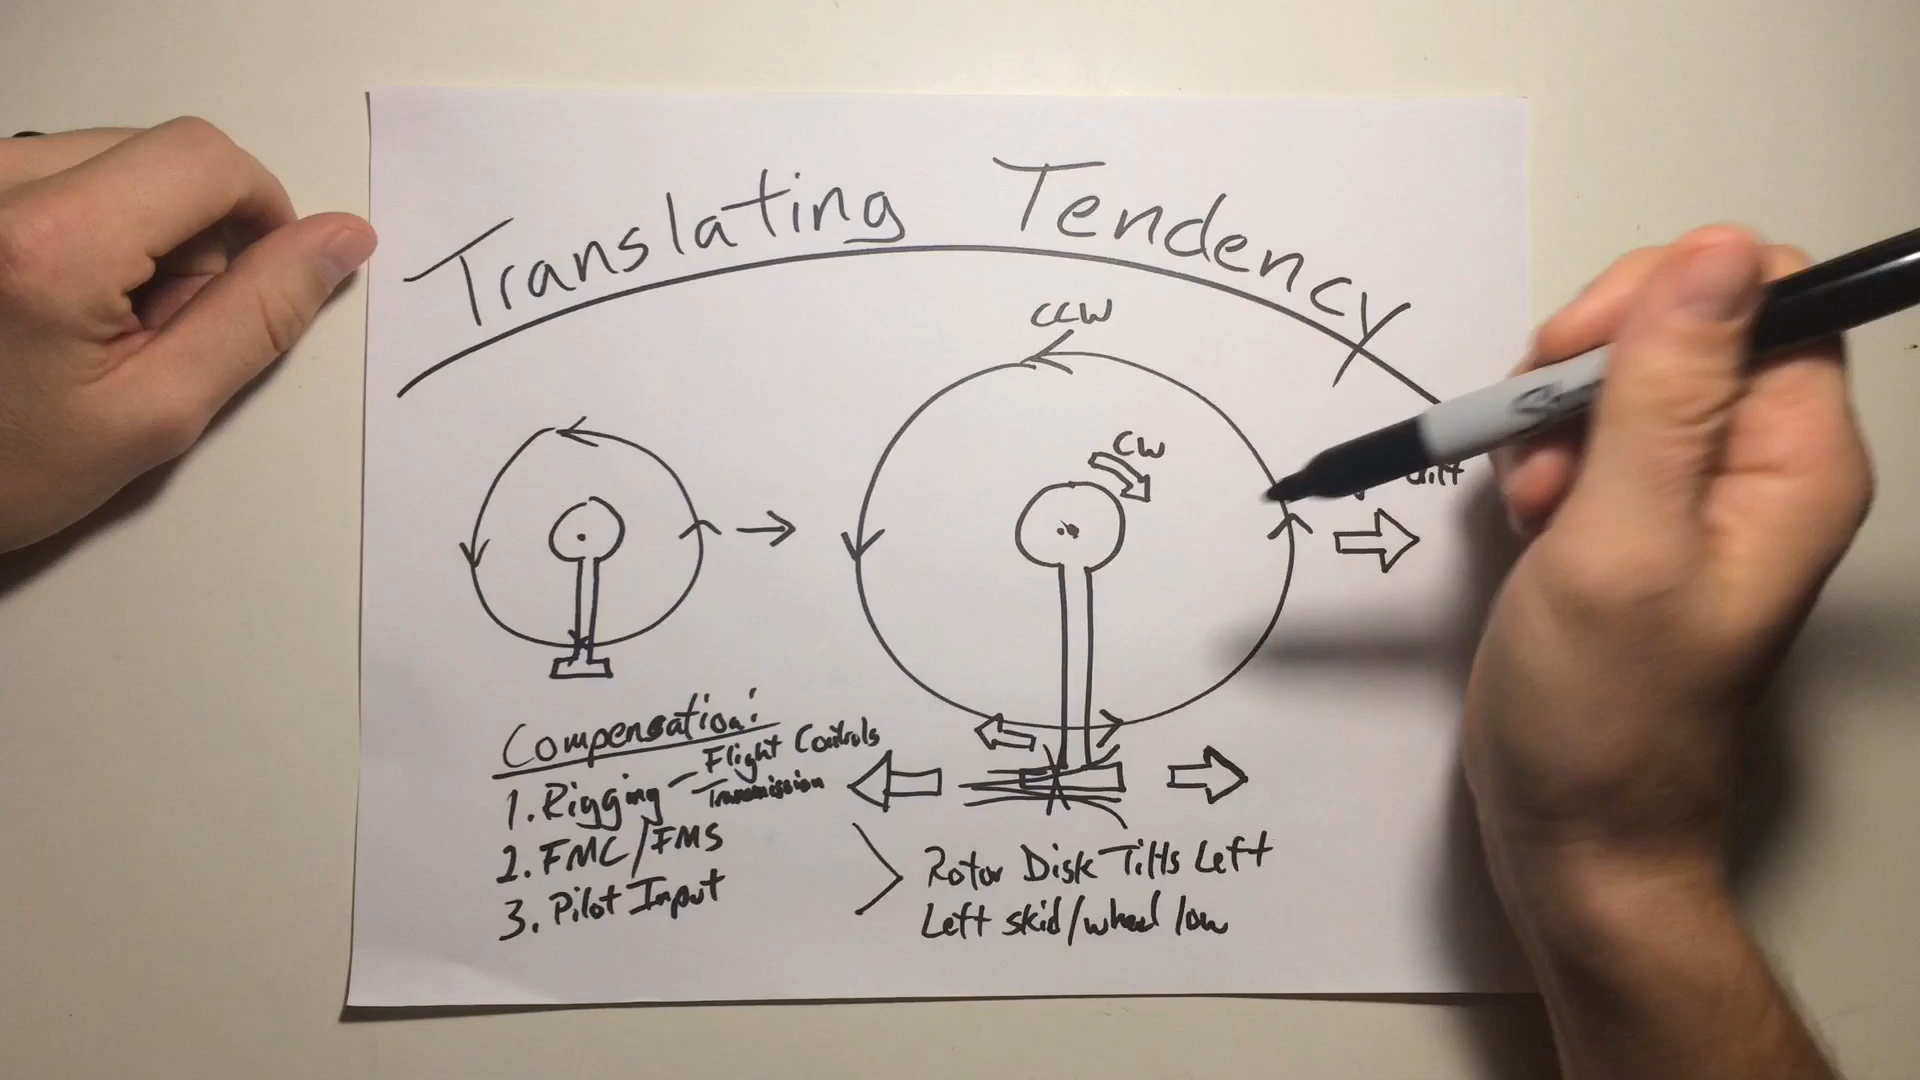 Translating Tendency
CCW
CW
Compensation:
1. Rigging - Flight Controls
- Transmission
2. FMC/FMS
3. Pilot Input
Rotor Disk Tilts Left
Left skid/wheel low